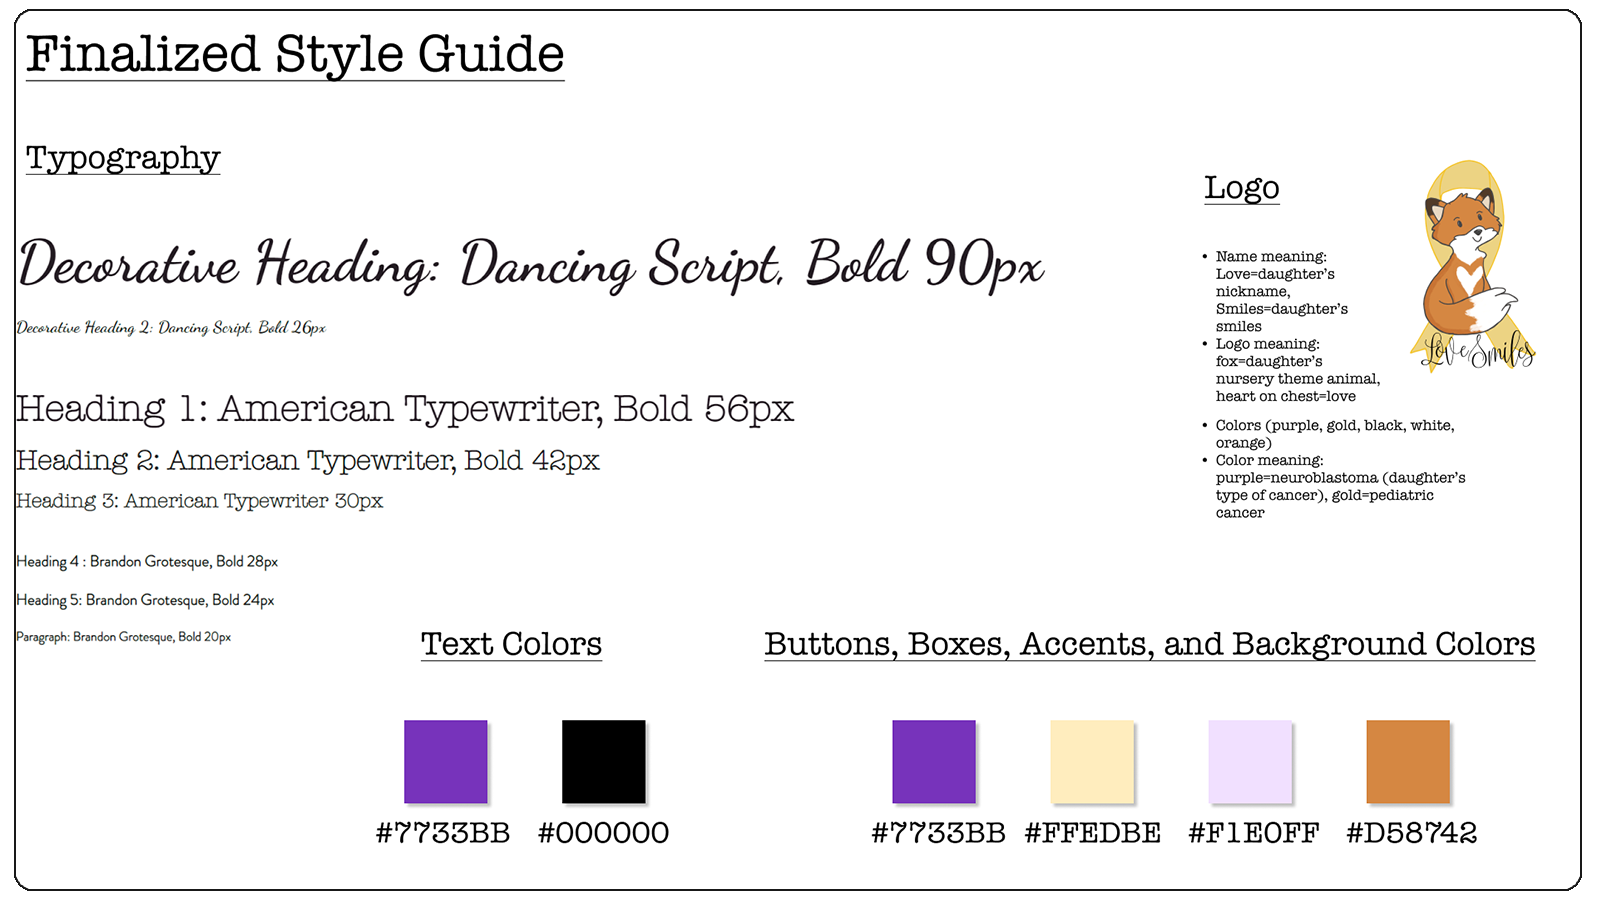 Finalized Style Guide
Typography
Decorative Heading: Dancing Script, Bold 90px
Decorative Heading 2: Dancing Script, Bold 26px
Heading 1: American Typewriter, Bold 56px
Heading 2: American Typewriter, Bold 42px
Heading 3: American Typewriter 30px
Heading 4 : Brandon Grotesque, Bold 28px
Heading 5: Brandon Grotesque, Bold 24px
Paragraph: Brandon Grotesque, Bold 20px
Logo
• Name meaning:
Love=daughter's
nickname,
Smiles=daughter's
smiles
• Logo meaning:
fox=daughter's
nursery theme animal,
heart on chest=love
• Colors (purple, gold, black, white,
orange)
• Color meaning:
purple=neuroblastoma (daughter's
type of cancer), gold=pediatric
cancer
Love Smiles
Text Colors
#7733BB #000000
Buttons, Boxes, Accents, and Background Colors
#7733BB #FFEDBE #F1E0FF #D58742